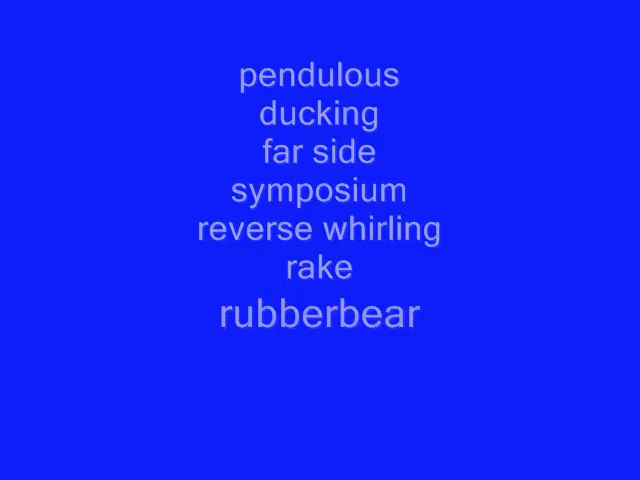 pendulous
ducking
far side
symposium
reverse whirling
rake
rubberbear